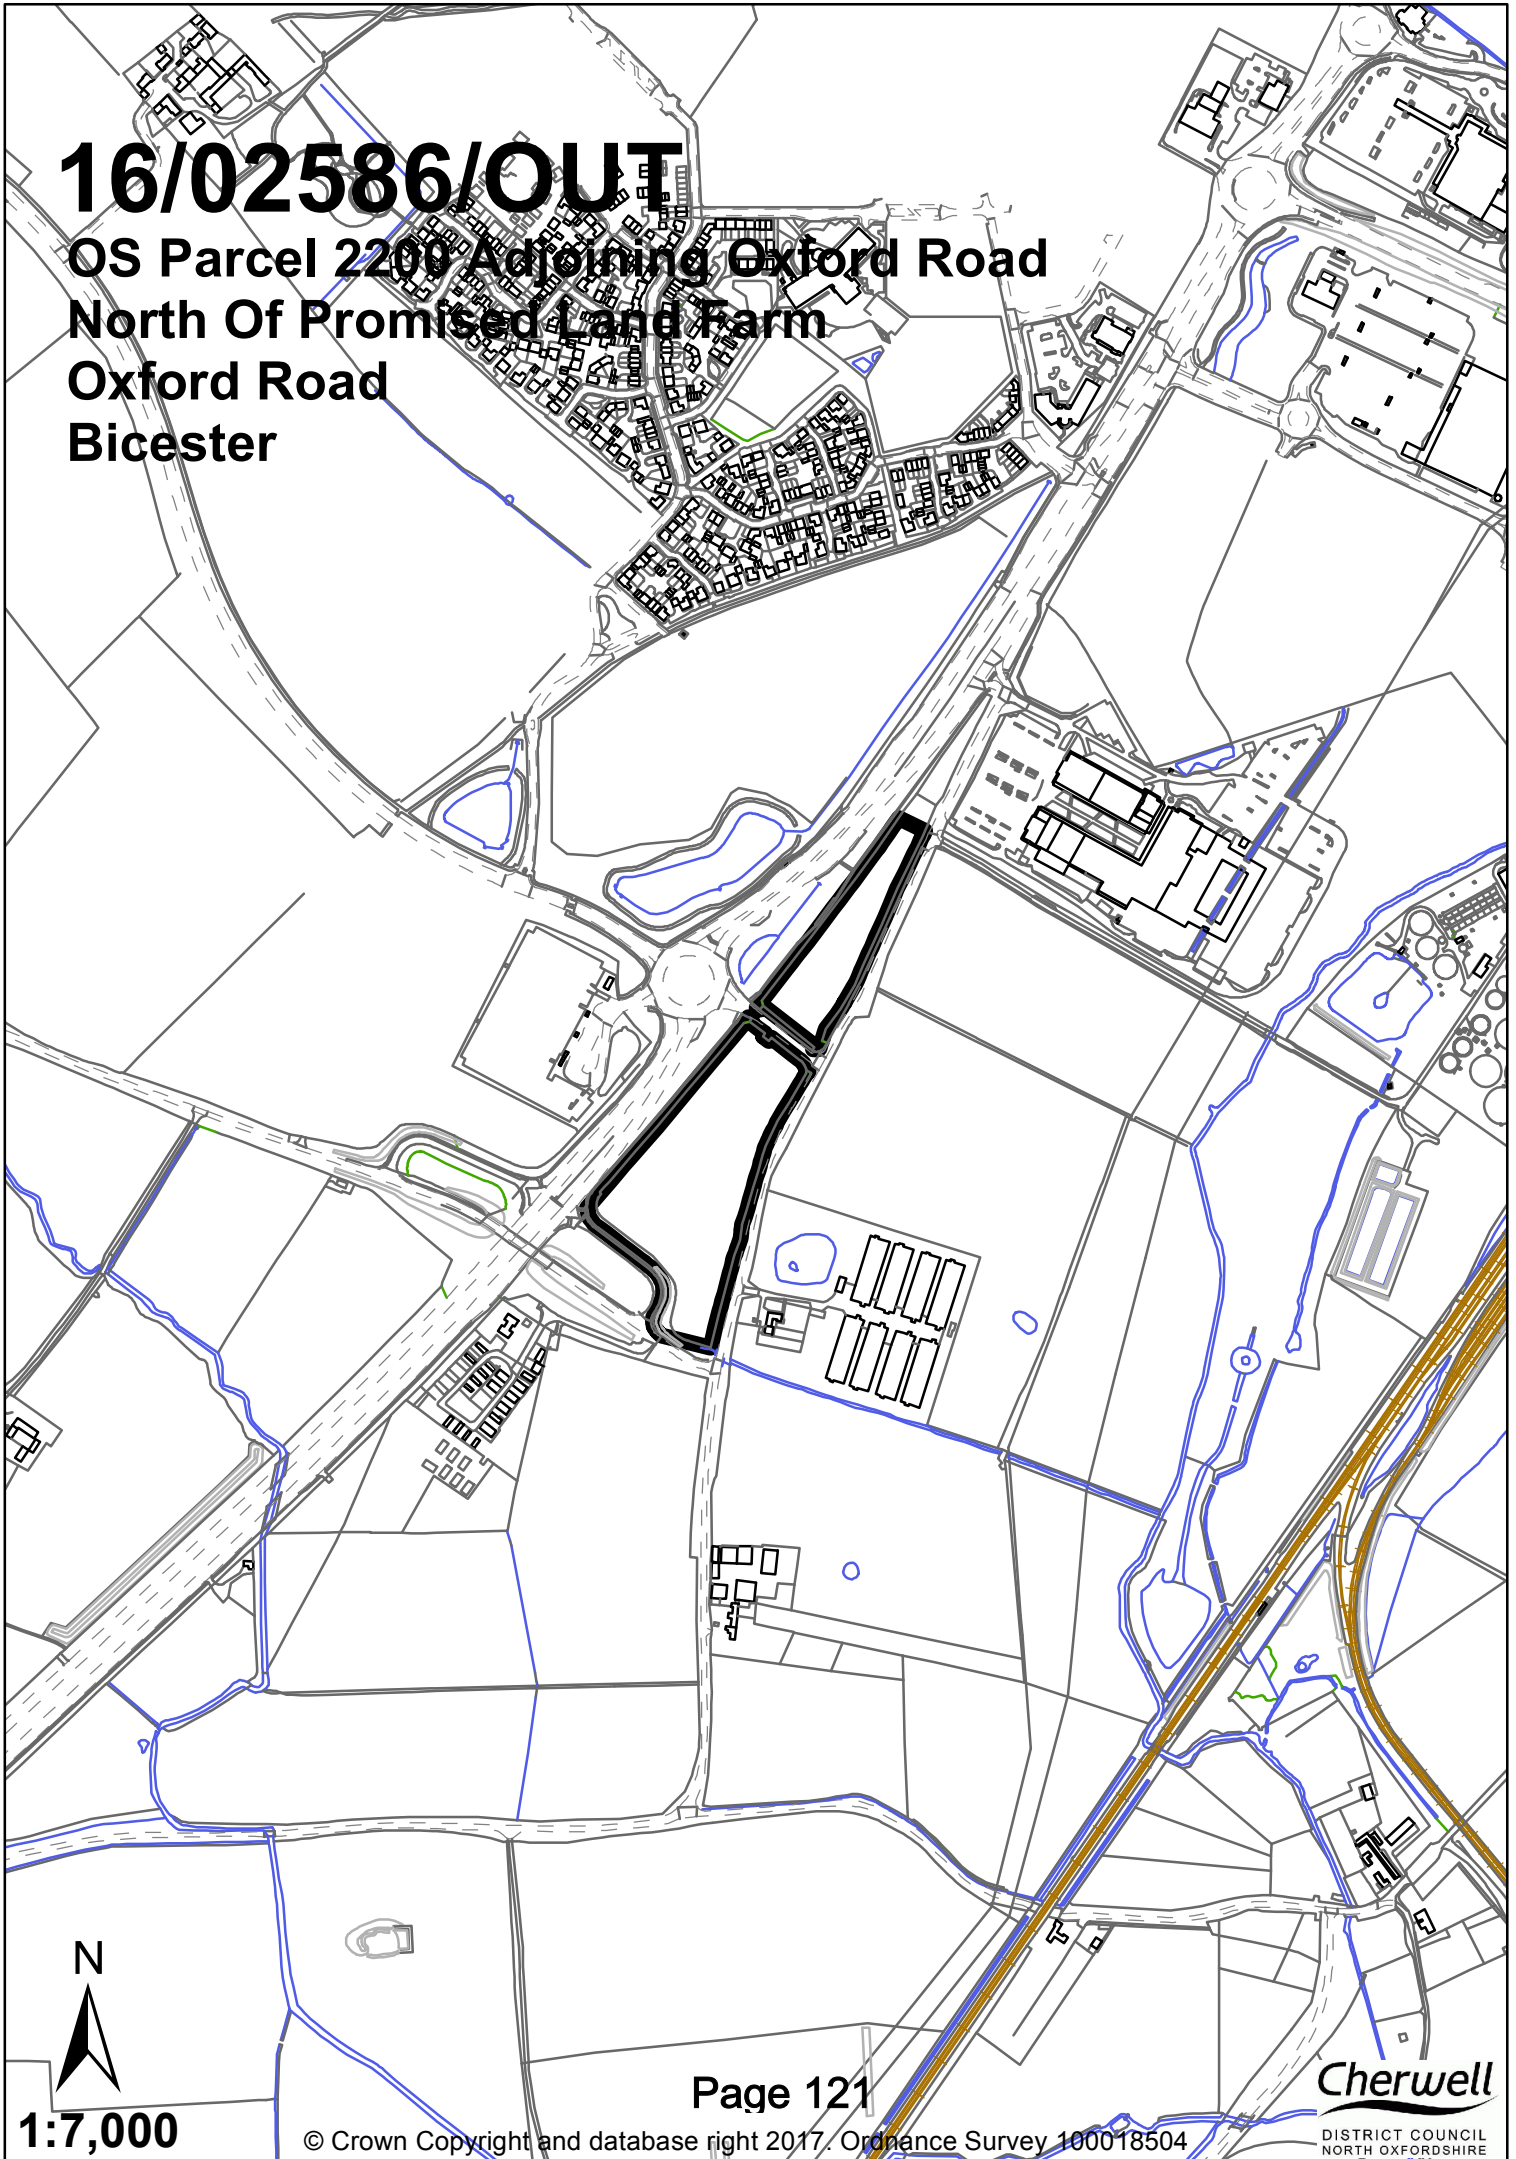 16/02586/OUT
OS Parcel 2200 Adjoining Oxford Road
North Of Promised Land Farm
Oxford Road
Bicester
N
1:7,000
Page 121
© Crown Copyright and database right 2017. Ordnance Survey 100018504
Cherwell
DISTRICT COUNCIL
NORTH OXFORDSHIRE